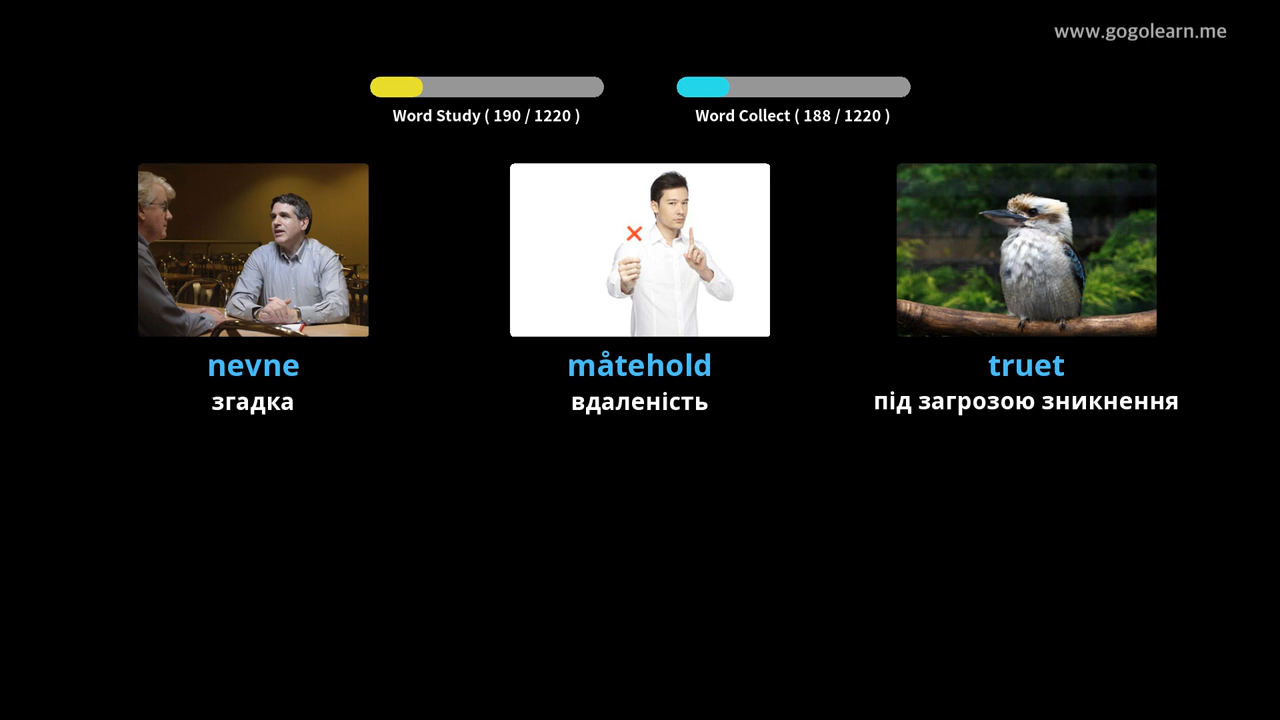 www.gogolearn.me
Word Study ( 190 / 1220 )
Word Collect ( 188 / 1220 )
nevne
згадка
måtehold
вдаленість
truet
під загрозою зникнення